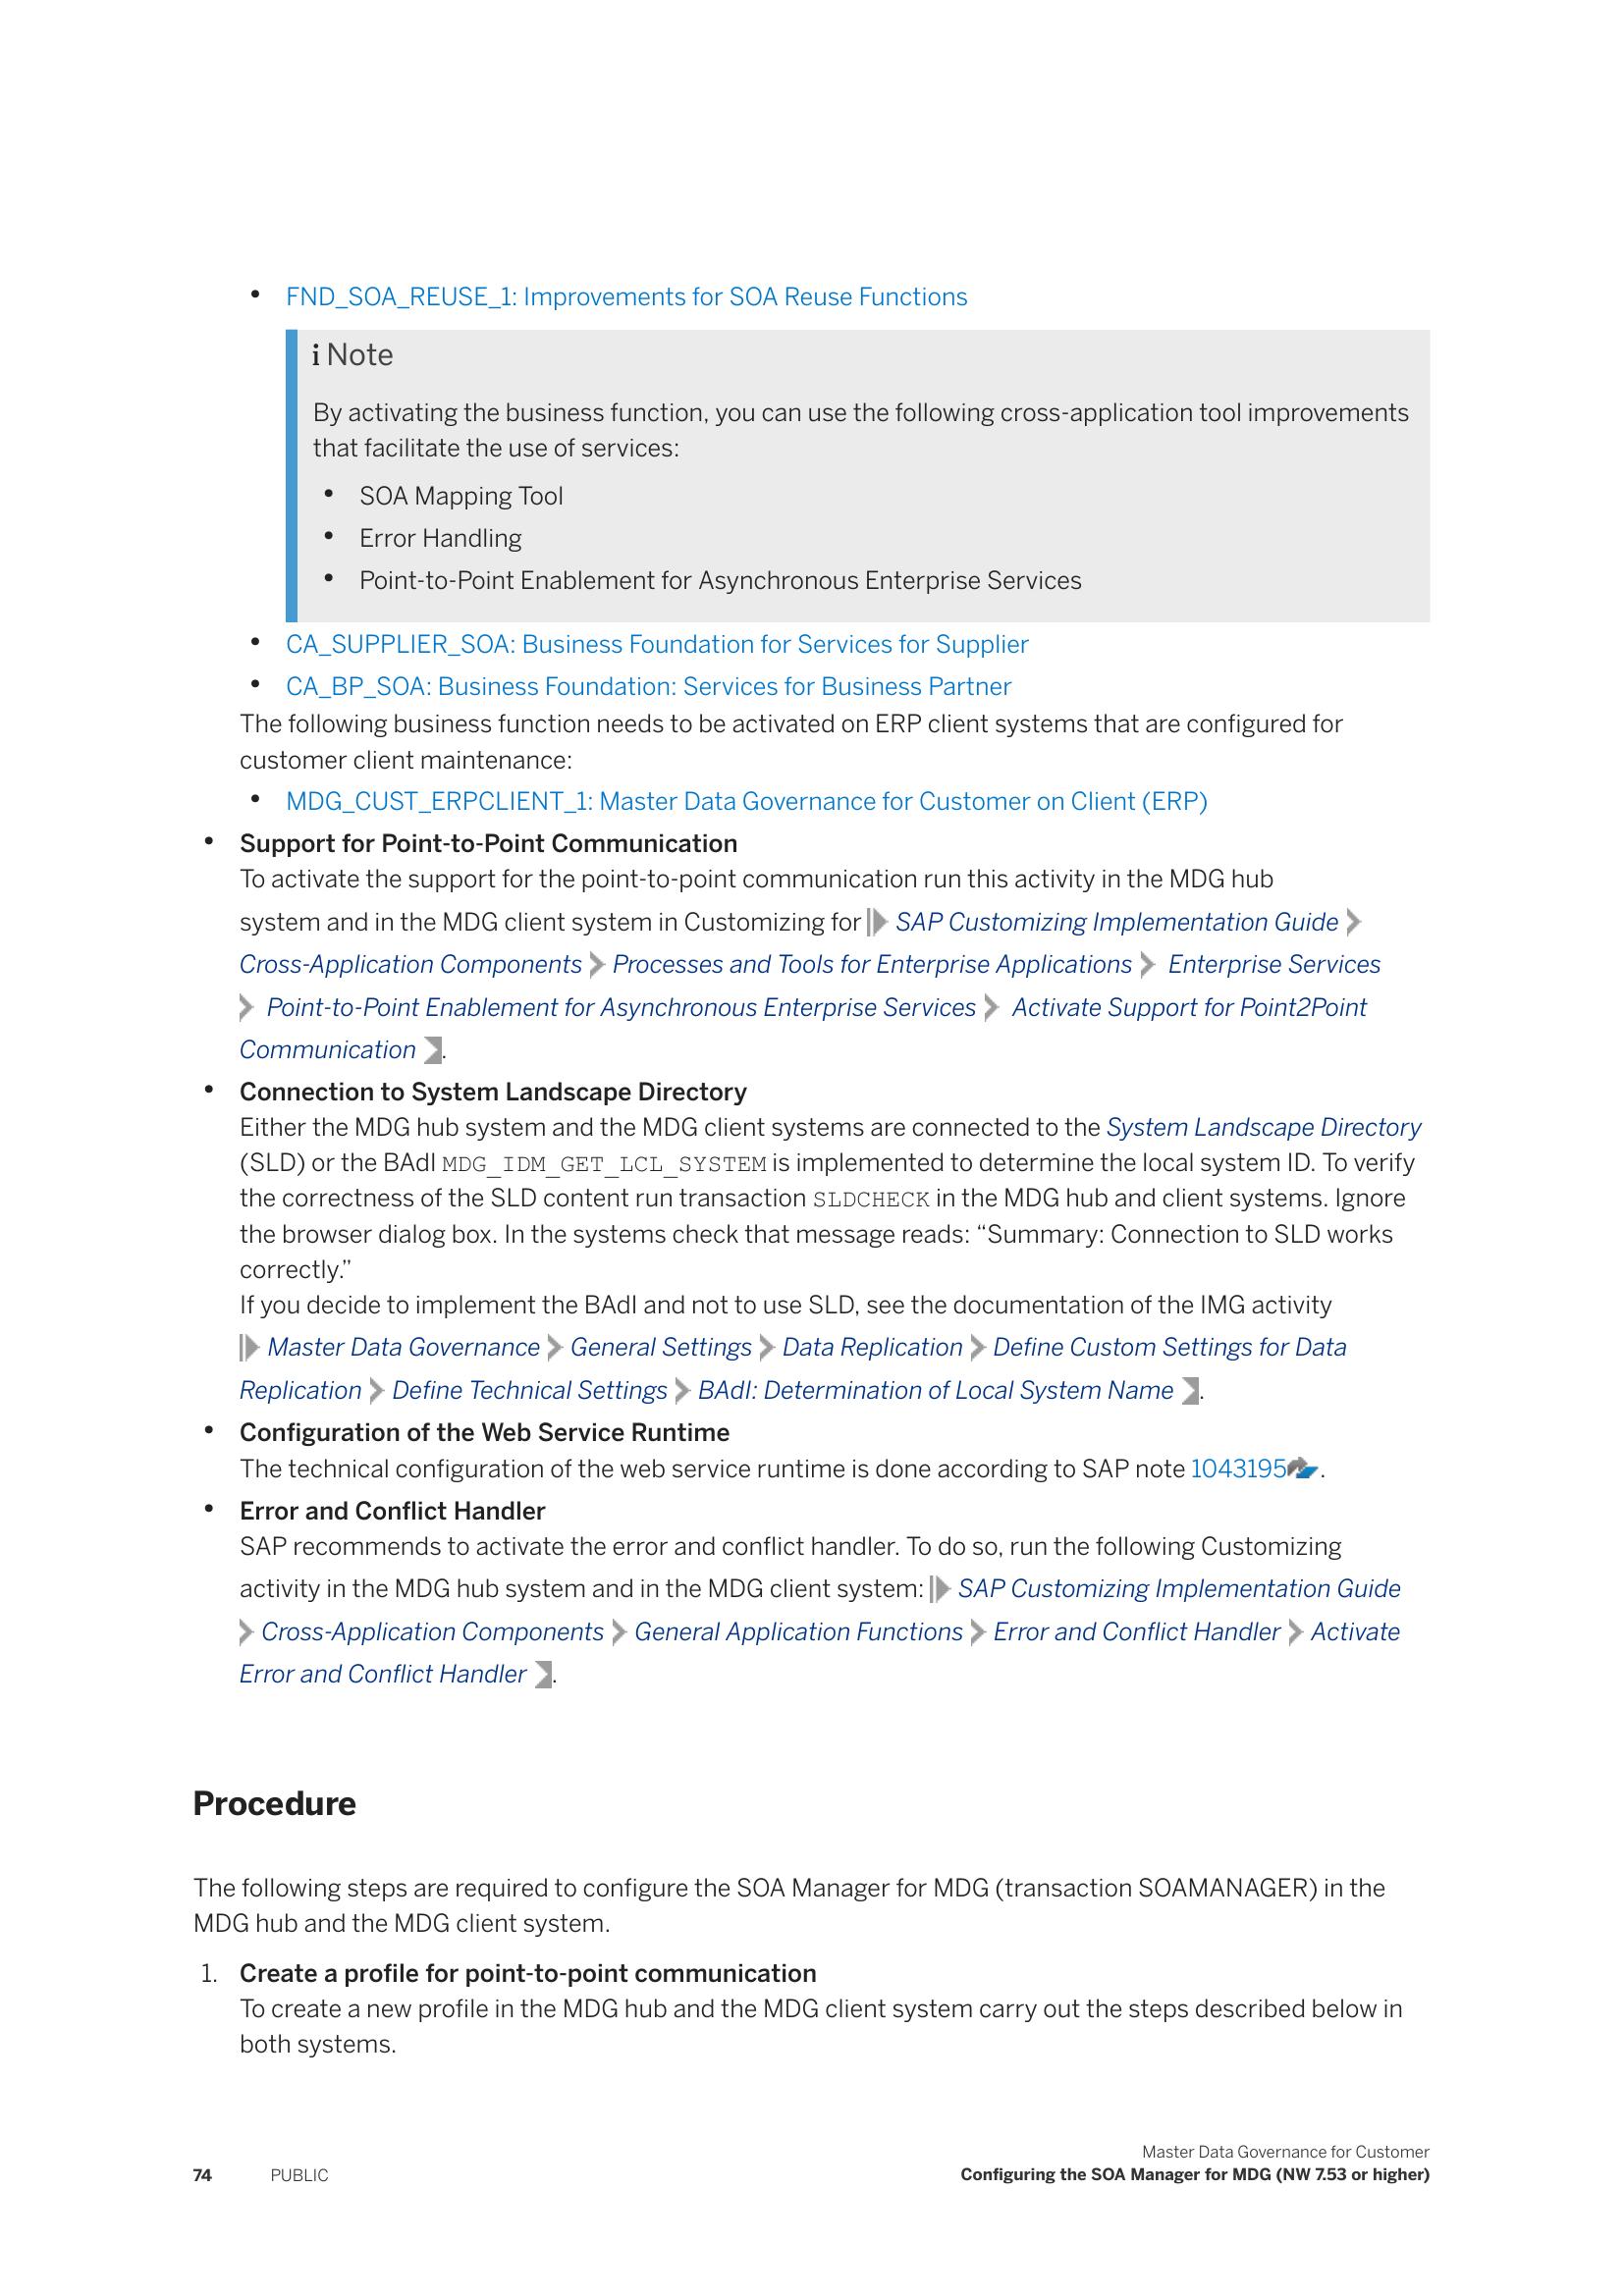 • FND_SOA_REUSE_1: Improvements for SOA Reuse Functions
i Note
By activating the business function, you can use the following cross-application tool improvements
that facilitate the use of services:
• SOA Mapping Tool
• Error Handling
• Point-to-Point Enablement for Asynchronous Enterprise Services
• CA_SUPPLIER_SOA: Business Foundation for Services for Supplier
• CA_BP_SOA: Business Foundation: Services for Business Partner
The following business function needs to be activated on ERP client systems that are configured for
customer client maintenance:
• MDG_CUST_ERPCLIENT_1: Master Data Governance for Customer on Client (ERP)
• Support for Point-to-Point Communication
To activate the support for the point-to-point communication run this activity in the MDG hub
system and in the MDG client system in Customizing for SAP Customizing Implementation Guide
Cross-Application Components Processes and Tools for Enterprise Applications Enterprise Services
Point-to-Point Enablement for Asynchronous Enterprise Services Activate Support for Point2Point
Communication .
• Connection to System Landscape Directory
Either the MDG hub system and the MDG client systems are connected to the System Landscape Directory
(SLD) or the BAdI MDG_IDM_GET_LCL_SYSTEM is implemented to determine the local system ID. To verify
the correctness of the SLD content run transaction SLDCHECK in the MDG hub and client systems. Ignore
the browser dialog box. In the systems check that message reads: “Summary: Connection to SLD works
correctly.”
If you decide to implement the BAdI and not to use SLD, see the documentation of the IMG activity
Master Data Governance General Settings Data Replication Define Custom Settings for Data
Replication Define Technical Settings BAdI: Determination of Local System Name .
• Configuration of the Web Service Runtime
The technical configuration of the web service runtime is done according to SAP note 1043195 .
• Error and Conflict Handler
SAP recommends to activate the error and conflict handler. To do so, run the following Customizing
activity in the MDG hub system and in the MDG client system: SAP Customizing Implementation Guide
Cross-Application Components General Application Functions Error and Conflict Handler Activate
Error and Conflict Handler .
Procedure
The following steps are required to configure the SOA Manager for MDG (transaction SOAMANAGER) in the
MDG hub and the MDG client system.
1. Create a profile for point-to-point communication
To create a new profile in the MDG hub and the MDG client system carry out the steps described below in
both systems.
Master Data Governance for Customer
74 PUBLIC Configuring the SOA Manager for MDG (NW 7.53 or higher)